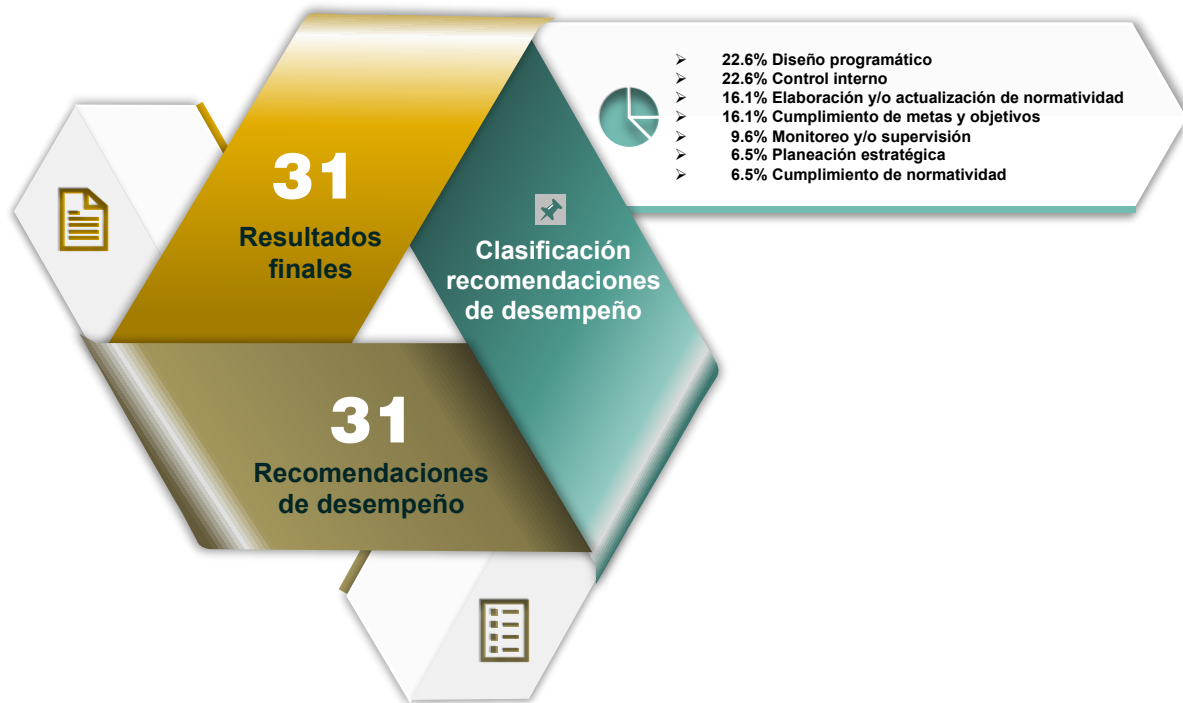 31
Resultados
finales
31
Recomendaciones
de desempeño
Clasificación
recomendaciones
de desempeño
➢ 22.6% Diseño programático
➢ 22.6% Control interno
➢ 16.1% Elaboración y/o actualización de normatividad
➢ 16.1% Cumplimiento de metas y objetivos
➢ 9.6% Monitoreo y/o supervisión
➢ 6.5% Planeación estratégica
➢ 6.5% Cumplimiento de normatividad